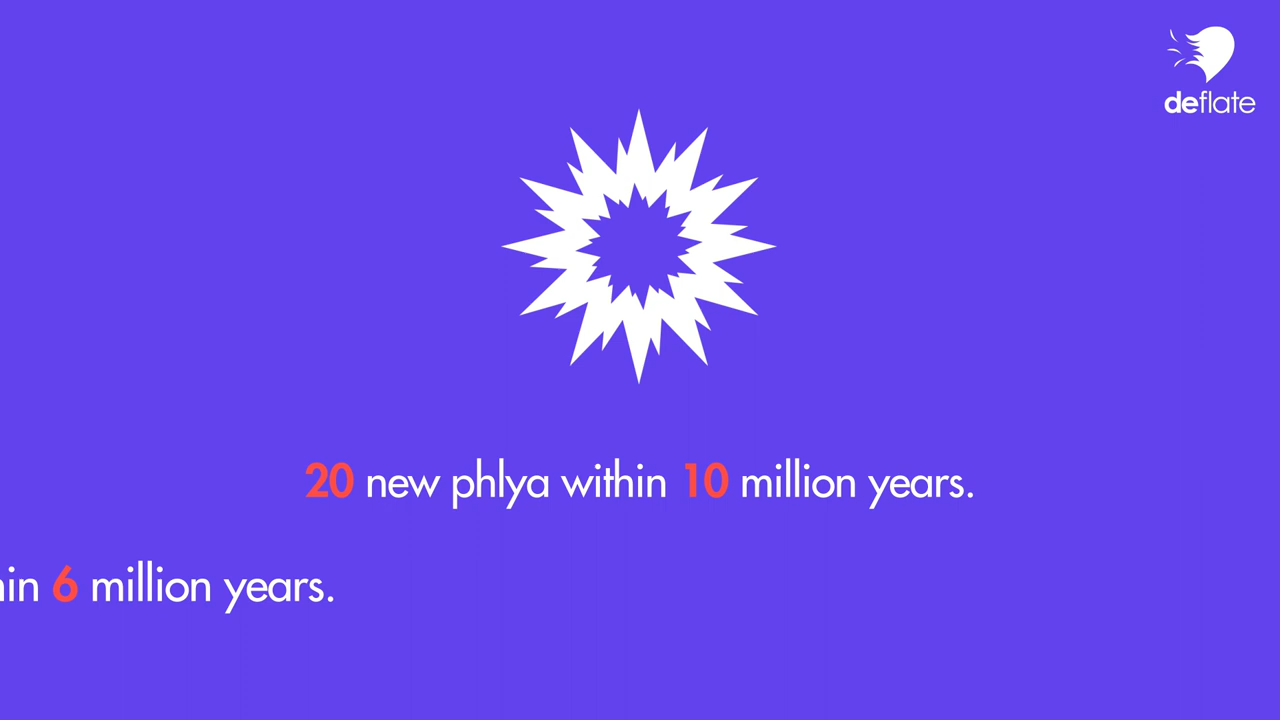 deflate
20 new phlya within 10 million years.
in 6 million years.